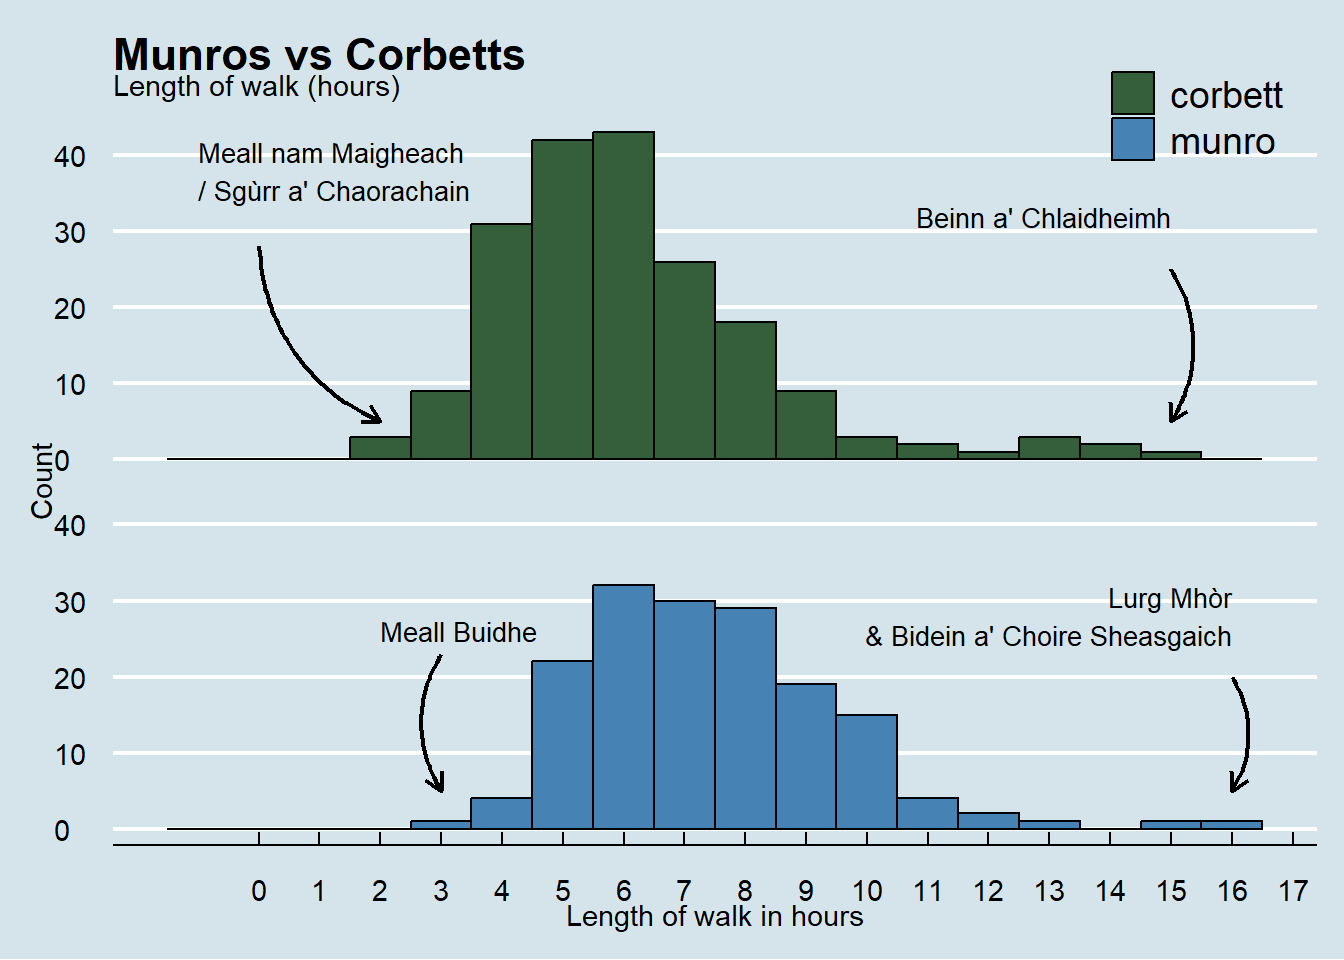 Munros vs Corbetts
Length of walk (hours)
corbett
munro
Meall nam Maigheach
/ Sgùrr a' Chaorachain
Beinn a' Chlaidheimh
40
30
20
10
0
Count
40
30
20
10
0
Lurg Mhòr
& Bidein a' Choire Sheasgaich
Meall Buidhe
0 1 2 3 4 5 6 7 8 9 10 11 12 13 14 15 16 17
Length of walk in hours